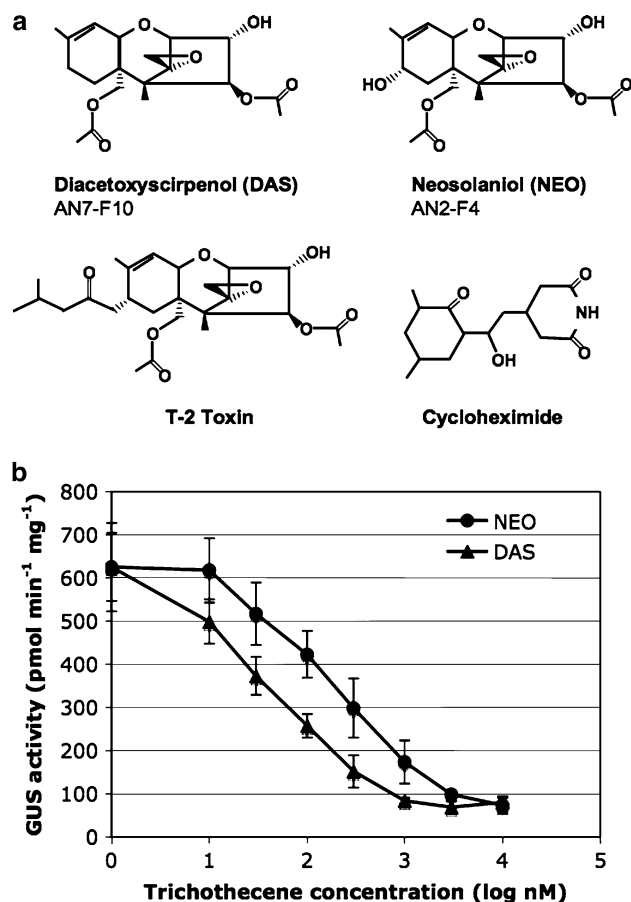 a
O
OH
O
O
O
O
O
Diacetoxyscirpenol (DAS)
AN7-F10
O
OH
HO
O
O
O
O
O
Neosolaniol (NEO)
AN2-F4
O
O
OH
O
O
O
O
O
T-2 Toxin
O
O
NH
OH
O
Cycloheximide
b
GUS activity (pmol min⁻¹ mg⁻¹)
800
700
600
500
400
300
200
100
0
NEO
DAS
0 1 2 3 4 5
Trichothecene concentration (log nM)